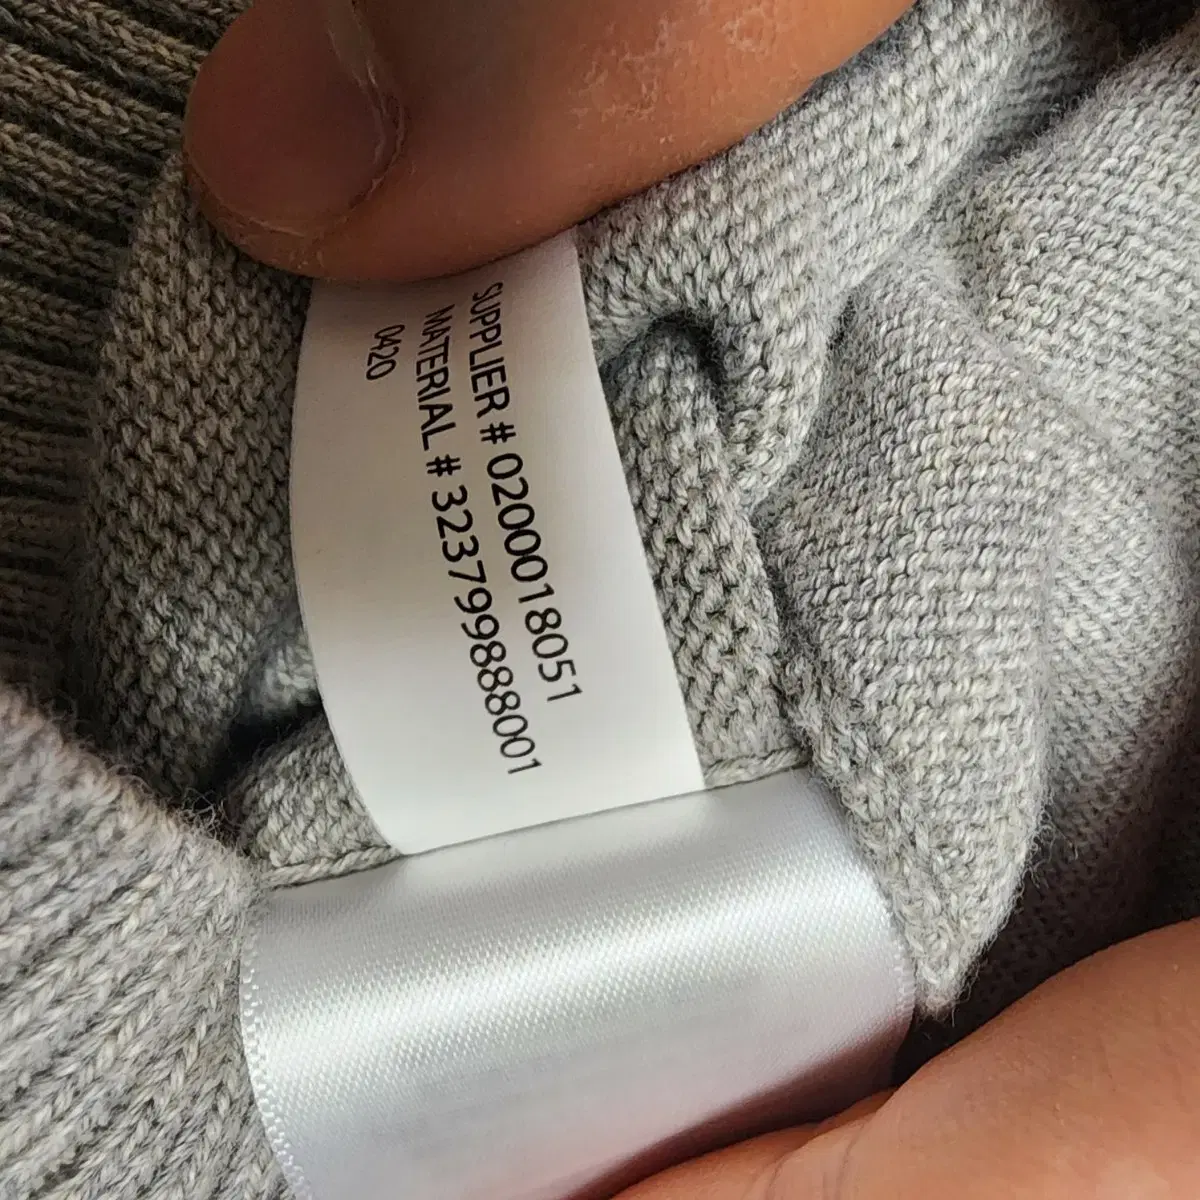 SUPPLIER # 0200018051
MATERIAL # 323799888001
0420